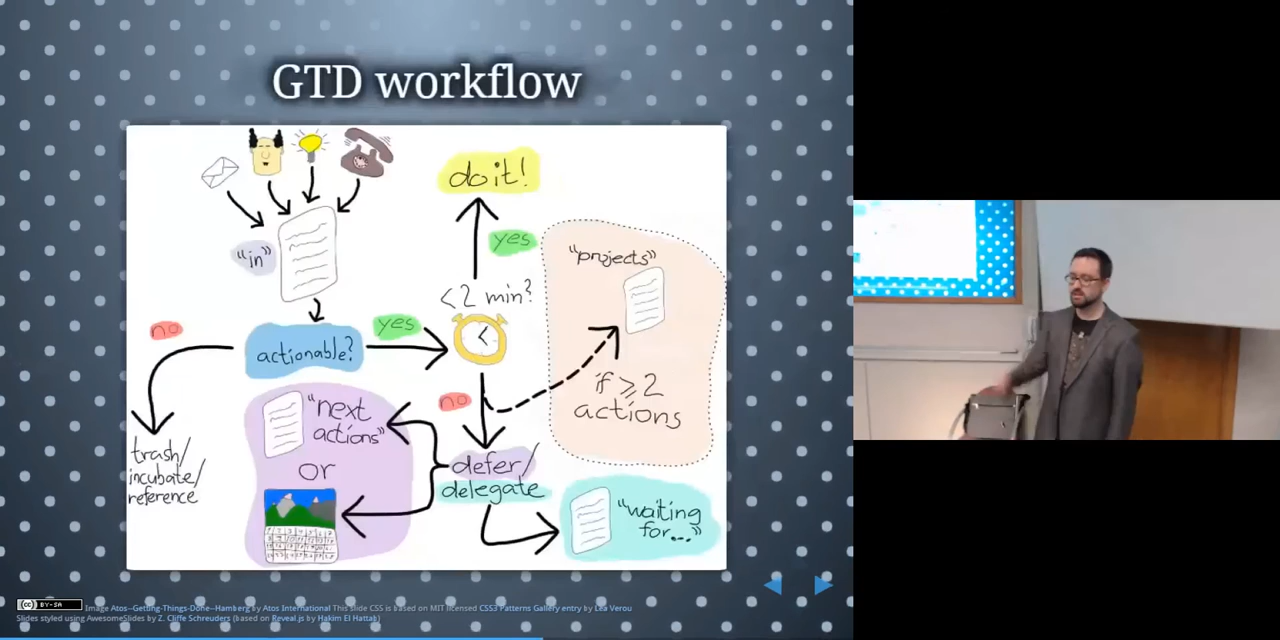 GTD workflow
do it!
yes
"in"
"projects"
< 2 min?
no
yes
actionable?
if ⩾ 2
actions
no
"next
actions"
or
trash/
incubate/
reference
defer/
delegate
"waiting
for..."
cc BY-SA
Image Atos--Getting-Things-Done--Hamberg by Atos International This slide CSS is based on MIT licensed CSS3 Patterns Gallery entry by Lea Verou
Slides styled using AwesomeSlides by Z. Cliffe Schreuders (based on Reveal.js by Hakim El Hattab)